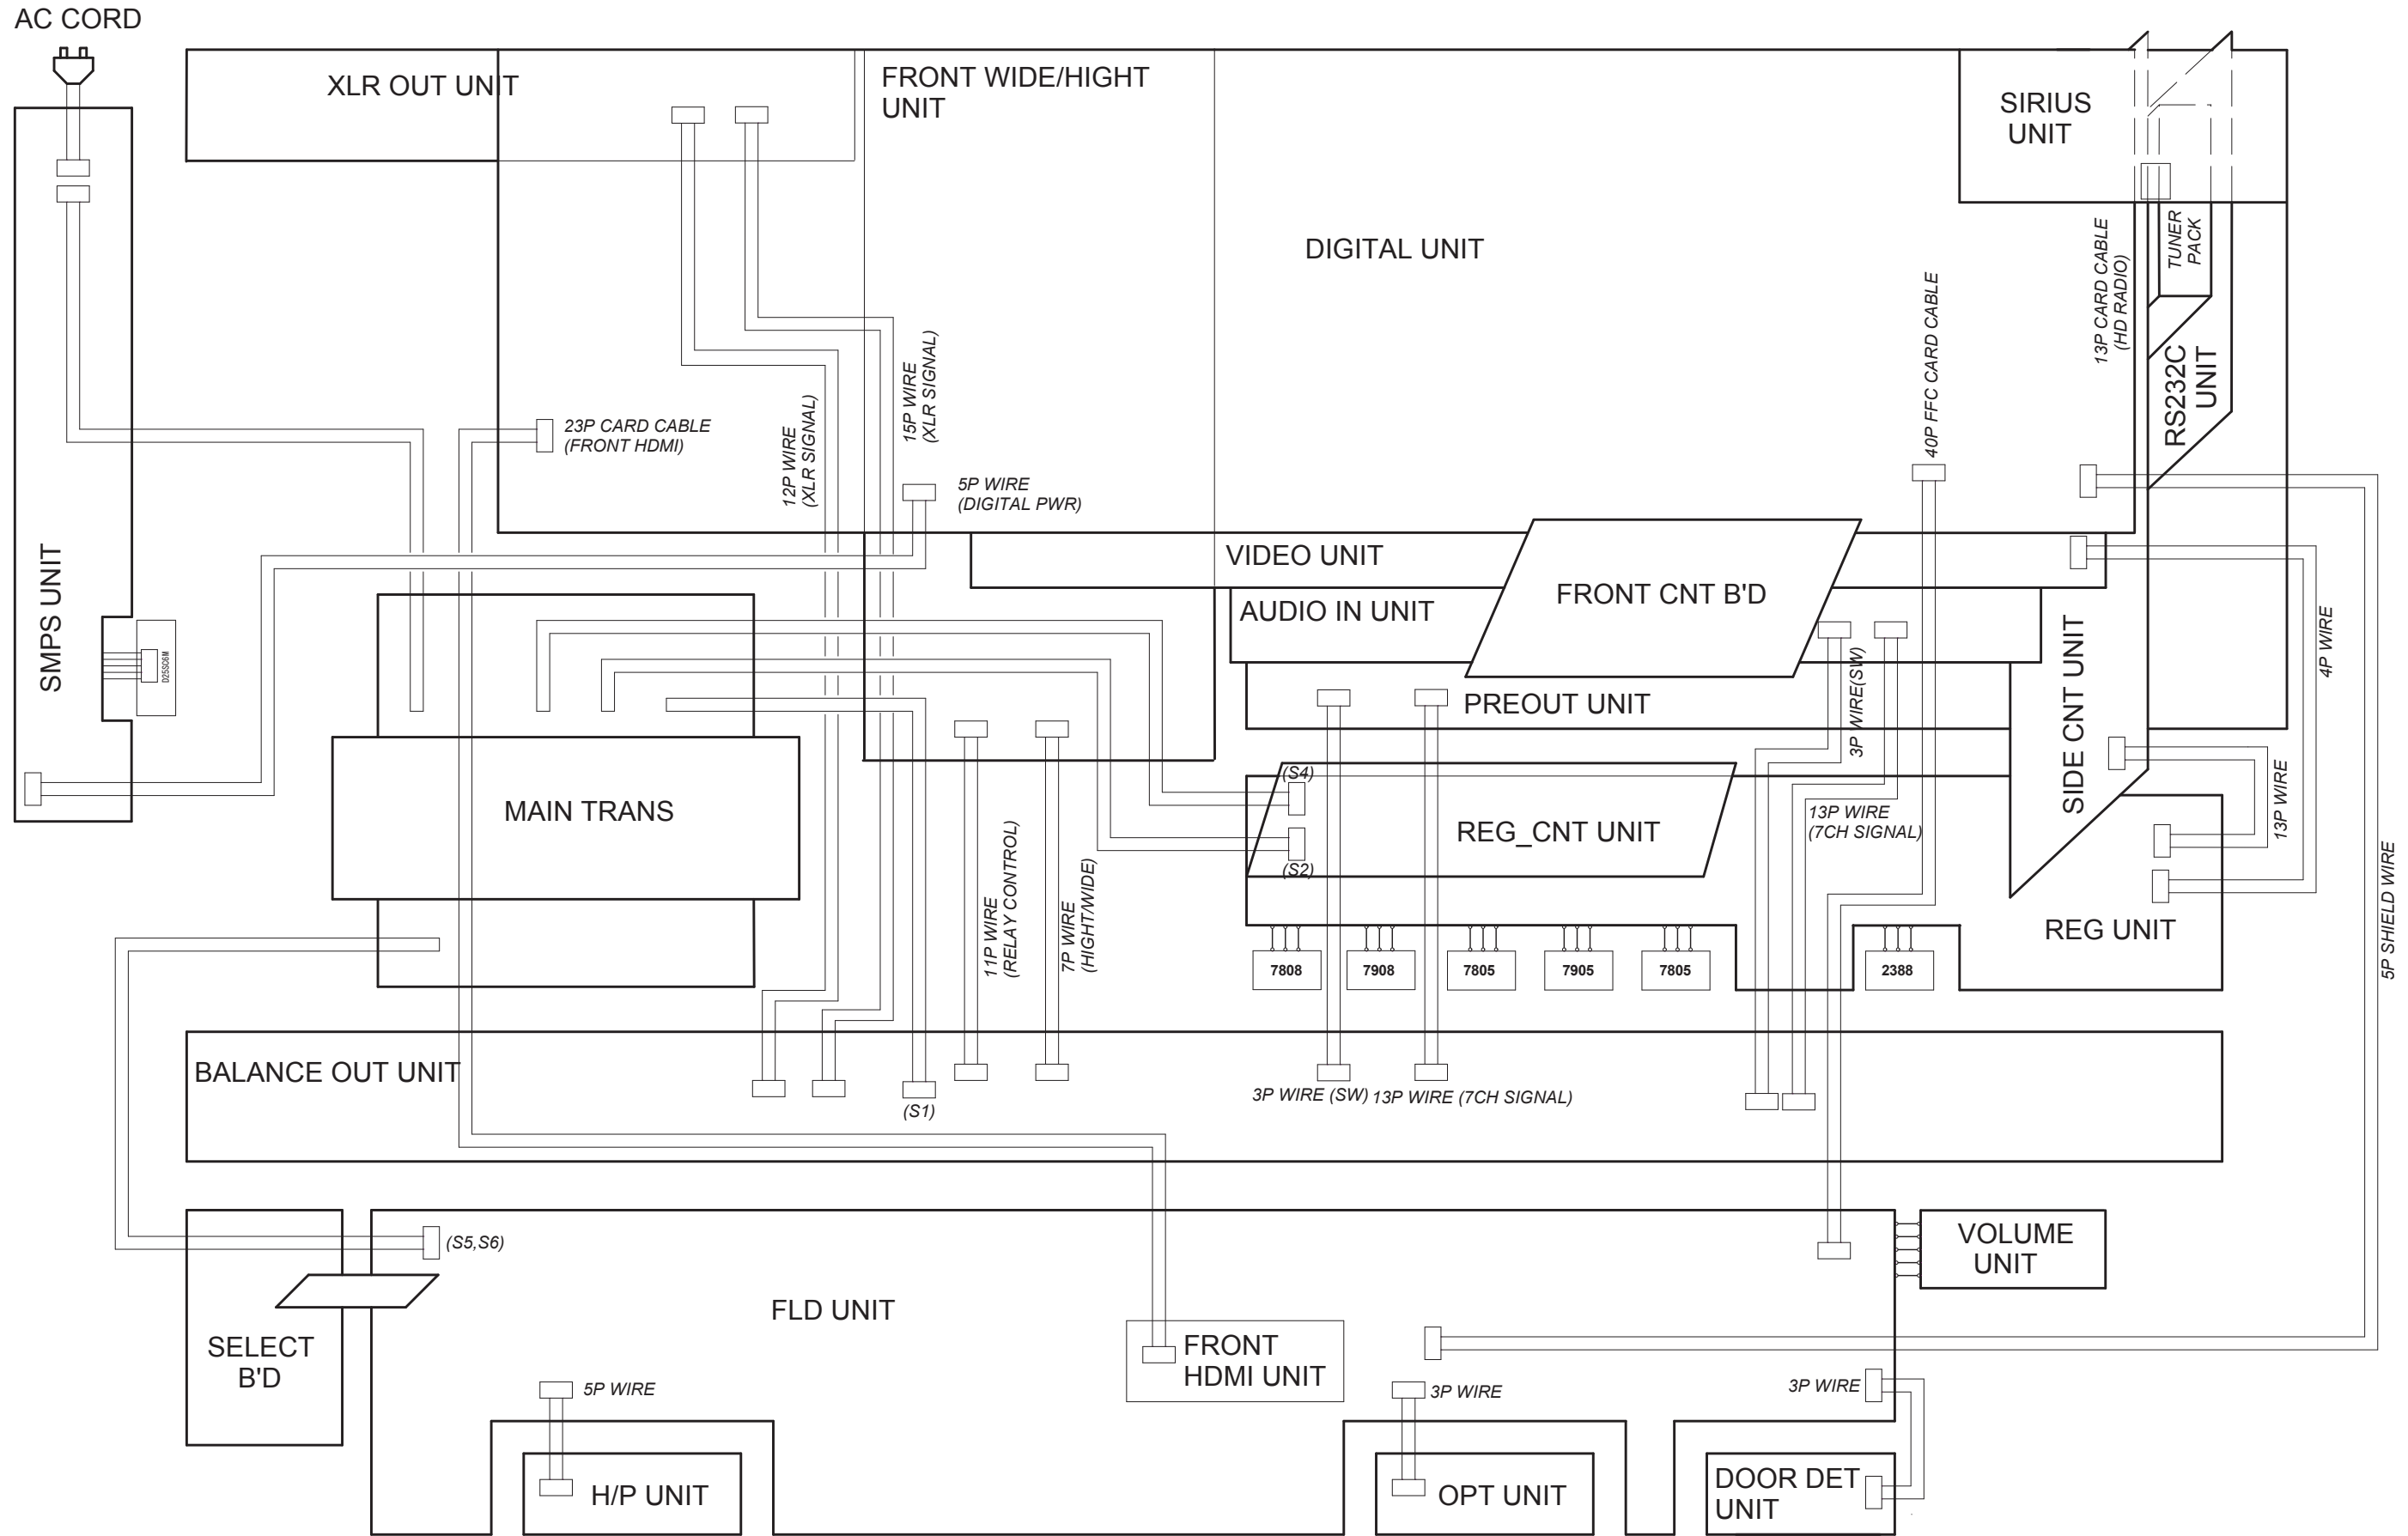 AC CORD
XLR OUT UNIT
FRONT WIDE/HIGHT
UNIT
SIRIUS
UNIT
DIGITAL UNIT
TUNER
PACK
13P CARD CABLE
(HD RADIO)
RS232C
UNIT
40P FFC CARD CABLE
15P WIRE
(XLR SIGNAL)
12P WIRE
(XLR SIGNAL)
23P CARD CABLE
(FRONT HDMI)
5P WIRE
(DIGITAL PWR)
SMPS UNIT
D25SC6M
VIDEO UNIT
FRONT CNT B'D
AUDIO IN UNIT
PREOUT UNIT
3P WIRE(SW)
SIDE CNT UNIT
4P WIRE
13P WIRE
5P SHIELD WIRE
MAIN TRANS
(S4)
REG_CNT UNIT
(S2)
13P WIRE
(7CH SIGNAL)
11P WIRE
(RELAY CONTROL)
7P WIRE
(HIGHT/WIDE)
REG UNIT
7808
7908
7805
7905
7805
2388
BALANCE OUT UNIT
(S1)
3P WIRE (SW)
13P WIRE (7CH SIGNAL)
(S5,S6)
VOLUME
UNIT
FLD UNIT
SELECT
B'D
FRONT
HDMI UNIT
5P WIRE
3P WIRE
3P WIRE
H/P UNIT
OPT UNIT
DOOR DET
UNIT